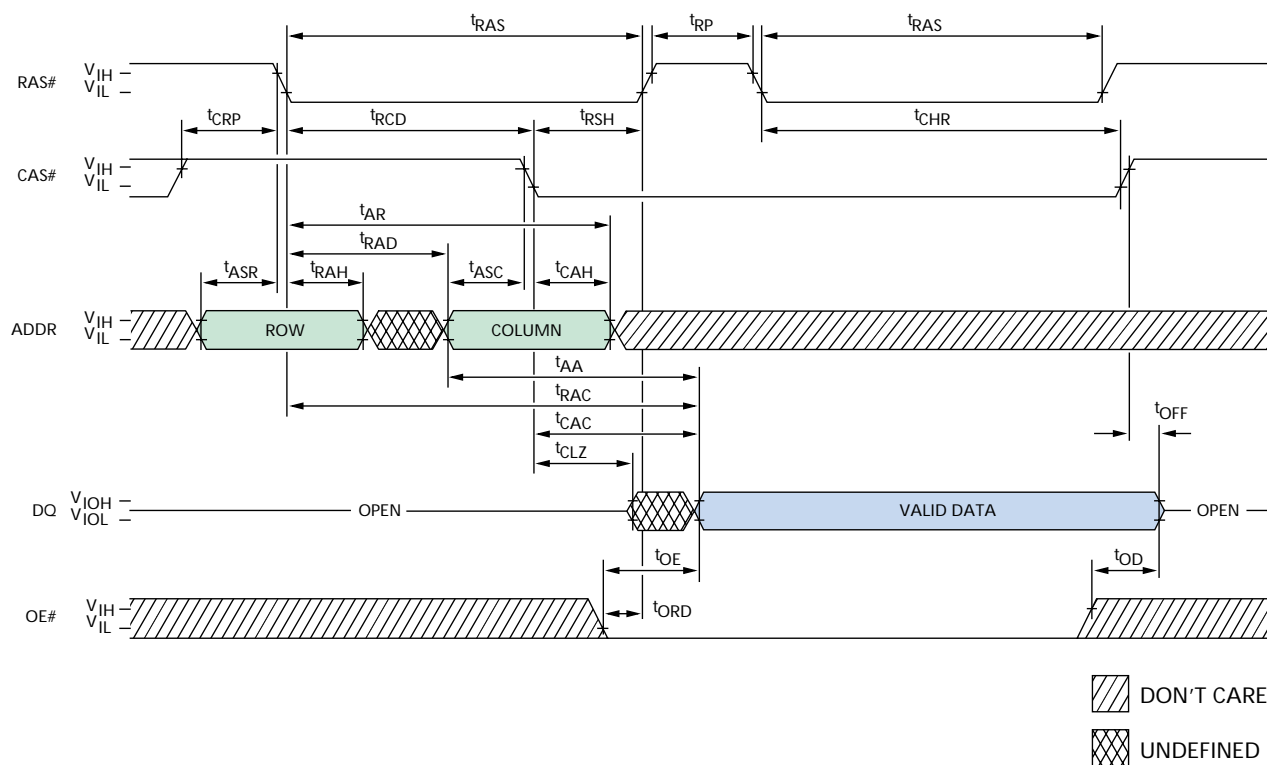 tRAS
tRP
tRAS
RAS#
VIH
VIL
tCRP
tRCD
tRSH
tCHR
CAS#
VIH
VIL
tAR
tRAD
tASR
tRAH
tASC
tCAH
ADDR
VIH
VIL
ROW
COLUMN
tAA
tRAC
tCAC
tOFF
tCLZ
DQ
VIOH
VIOL
OPEN
VALID DATA
OPEN
tOE
tOD
tORD
OE#
VIH
VIL
DON'T CARE
UNDEFINED